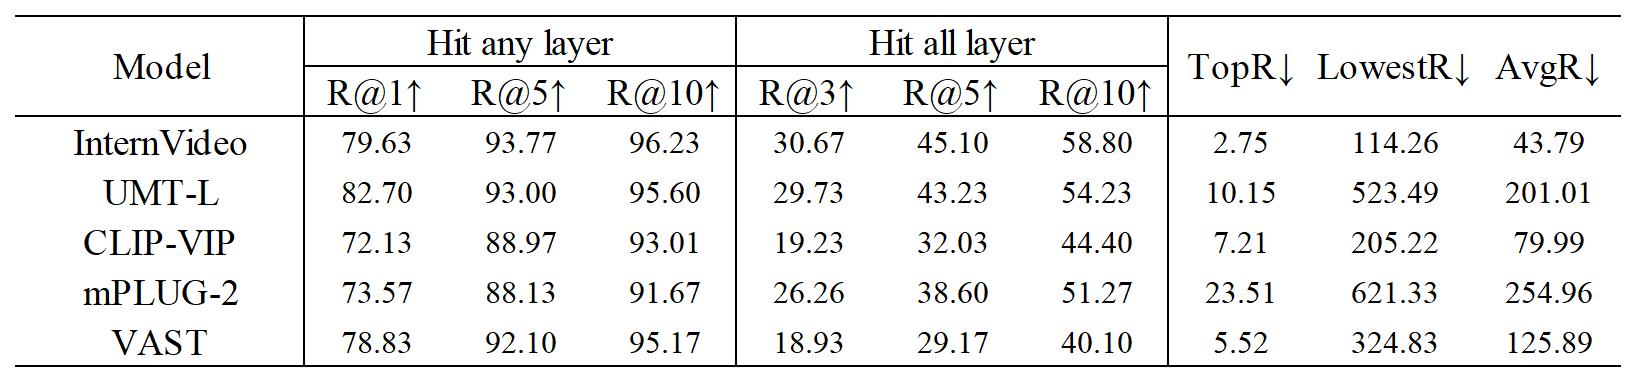 Model Hit any layer Hit all layer TopR↓ LowestR↓ AvgR↓
R@1↑ R@5↑ R@10↑ R@3↑ R@5↑ R@10↑
InternVideo 79.63 93.77 96.23 30.67 45.10 58.80 2.75 114.26 43.79
UMT-L 82.70 93.00 95.60 29.73 43.23 54.23 10.15 523.49 201.01
CLIP-VIP 72.13 88.97 93.01 19.23 32.03 44.40 7.21 205.22 79.99
mPLUG-2 73.57 88.13 91.67 26.26 38.60 51.27 23.51 621.33 254.96
VAST 78.83 92.10 95.17 18.93 29.17 40.10 5.52 324.83 125.89